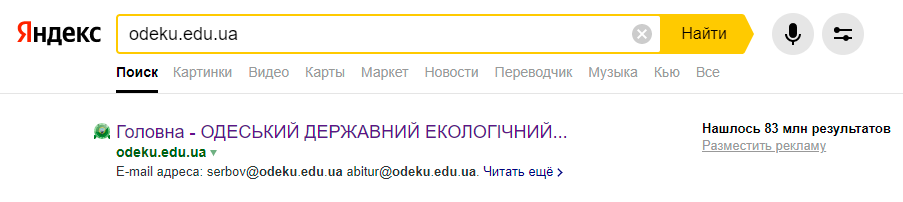 Яндекс
odeku.edu.ua
Найти
Поиск Картинки Видео Карты Маркет Новости Переводчик Музыка Кью Все
Головна - ОДЕСЬКИЙ ДЕРЖАВНИЙ ЕКОЛОГІЧНИЙ...
odeku.edu.ua
E-mail адреса: serbov@odeku.edu.ua abitur@odeku.edu.ua. Читать ещё
Нашлось 83 млн результатов
Разместить рекламу